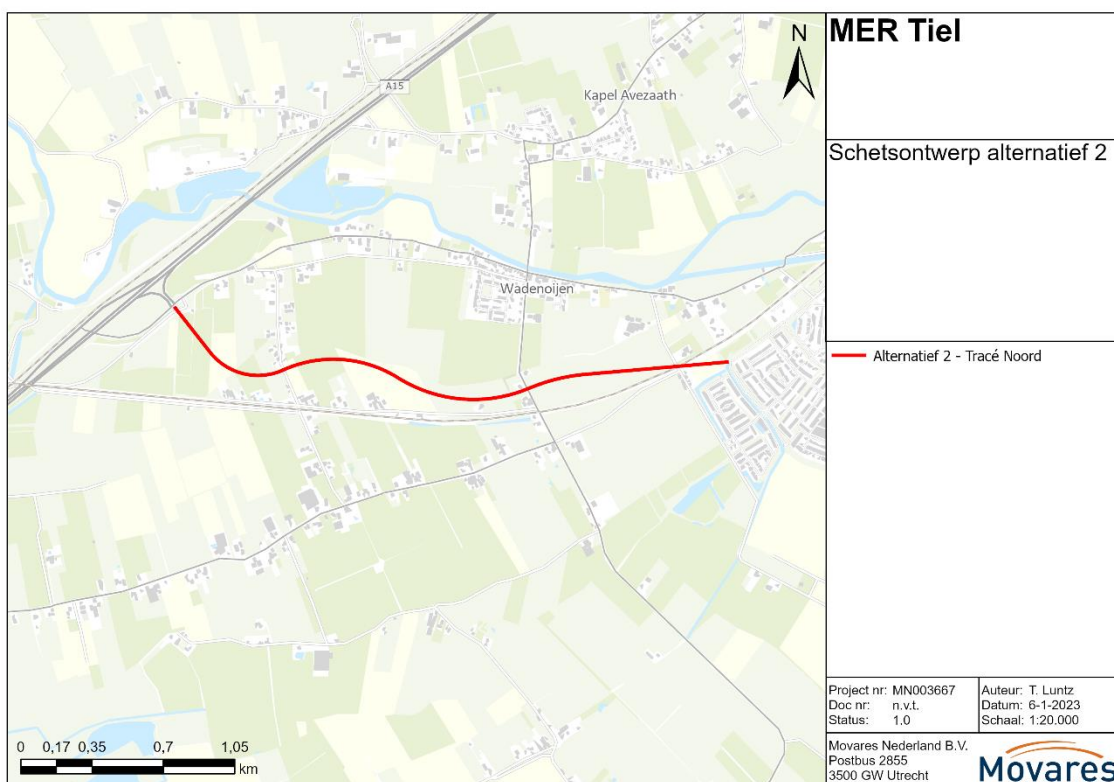 MER Tiel
Schetsontwerp alternatief 2
Alternatief 2 - Tracé Noord
N
A15
Kapel Avezaath
Wadenoijen
0 0,17 0,35 0,7 1,05
km
Project nr: MN003667
Doc nr: n.v.t.
Status: 1.0
Auteur: T. Luntz
Datum: 6-1-2023
Schaal: 1:20.000
Movares Nederland B.V.
Postbus 2855
3500 GW Utrecht
Movares